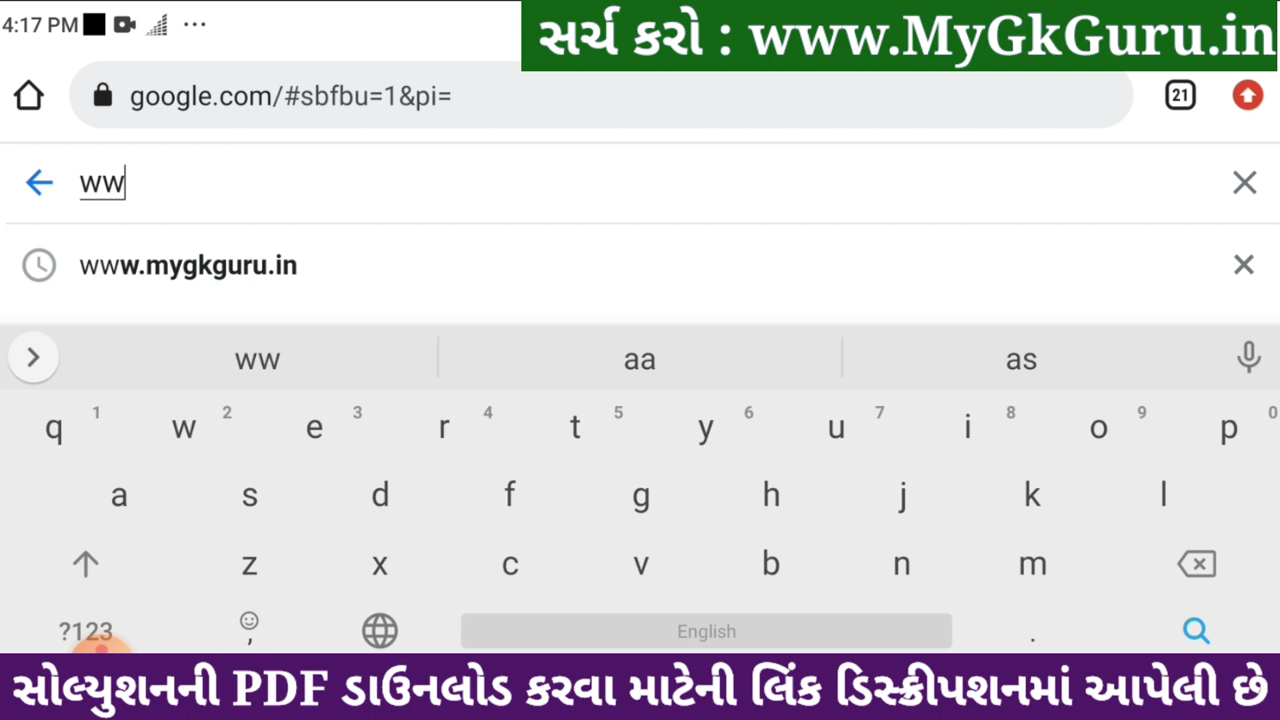 4:17 PM
સર્ચ કરો : www.MyGkGuru.in
google.com/#sbfbu=1&pi=
21
ww
www.mygkguru.in
ww aa as
q 1 w 2 e 3 r 4 t 5 y 6 u 7 i 8 o 9 p 0
a s d f g h j k l
z x c v b n m
?123 , English .
સોલ્યુશનની PDF ડાઉનલોડ કરવા માટેની લિંક ડિસ્ક્રીપશનમાં આપેલી છે